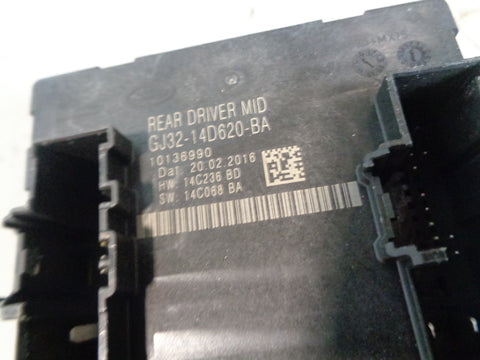 REAR DRIVER MID
GJ32-14D620-BA
10136990
Dat: 20.02.2016
HW: 14C236 BD
SW: 14C068 BA